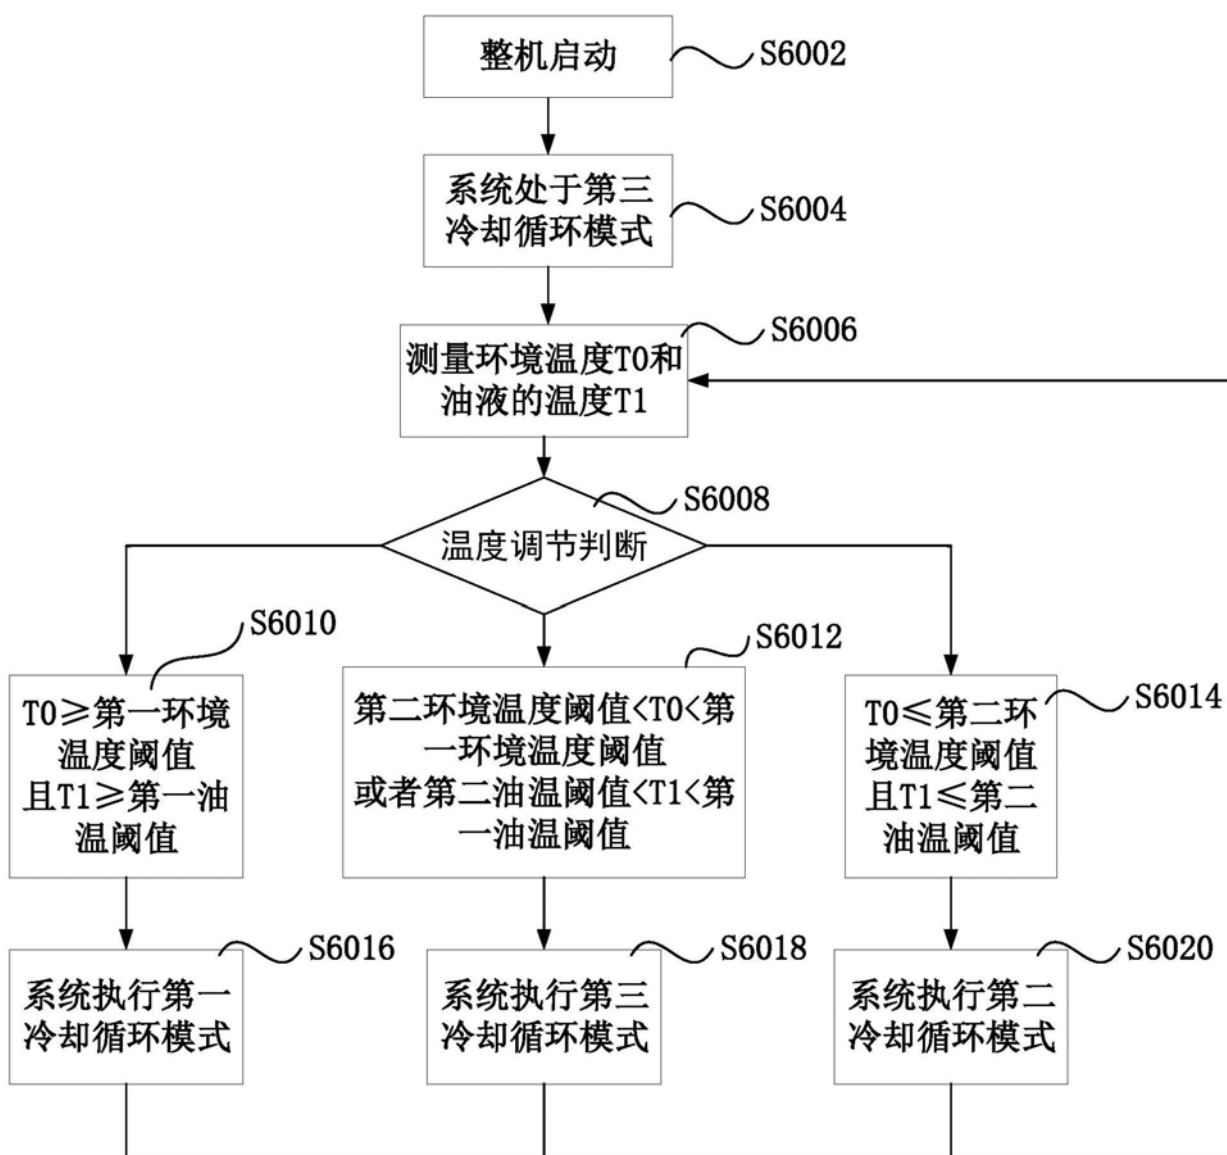 整机启动
S6002
系统处于第三
冷却循环模式
S6004
S6006
测量环境温度T0和
油液的温度T1
S6008
温度调节判断
S6010
T0≥第一环境
温度阈值
且T1≥第一油
温阈值
S6012
第二环境温度阈值<T0<第
一环境温度阈值
或者第二油温阈值<T1<第
一油温阈值
S6014
T0≤第二环
境温度阈值
且T1≤第二
油温阈值
S6016
系统执行第一
冷却循环模式
S6018
系统执行第三
冷却循环模式
S6020
系统执行第二
冷却循环模式